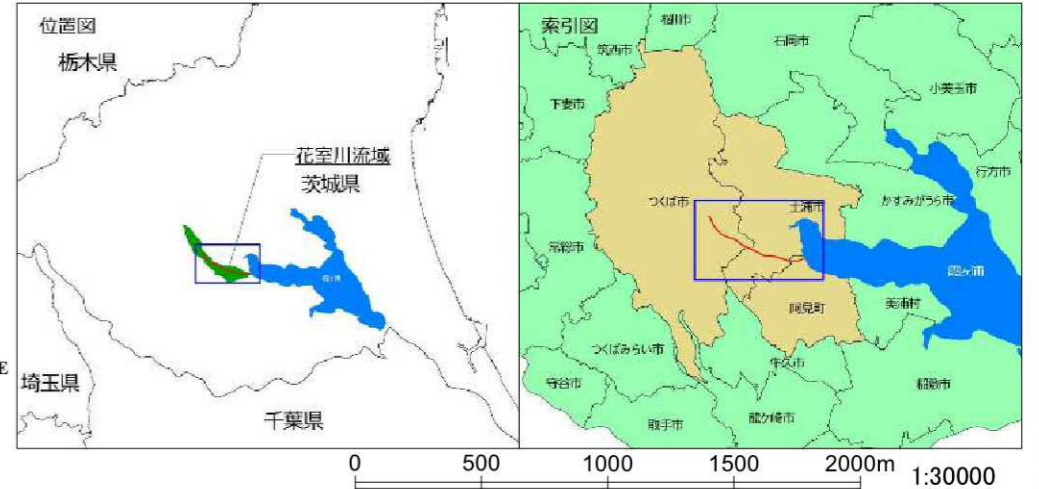 位置図
栃木県
花室川流域
茨城県
霞ヶ浦
E
埼玉県
千葉県
索引図
桜川市
筑西市
石岡市
下妻市
小美玉市
行方市
つくば市
土浦市
かすみがうら市
常総市
霞ヶ浦
阿見町
美浦村
つくばみらい市
牛久市
守谷市
稲敷市
取手市
龍ケ崎市
0 500 1000 1500 2000m 1:30000